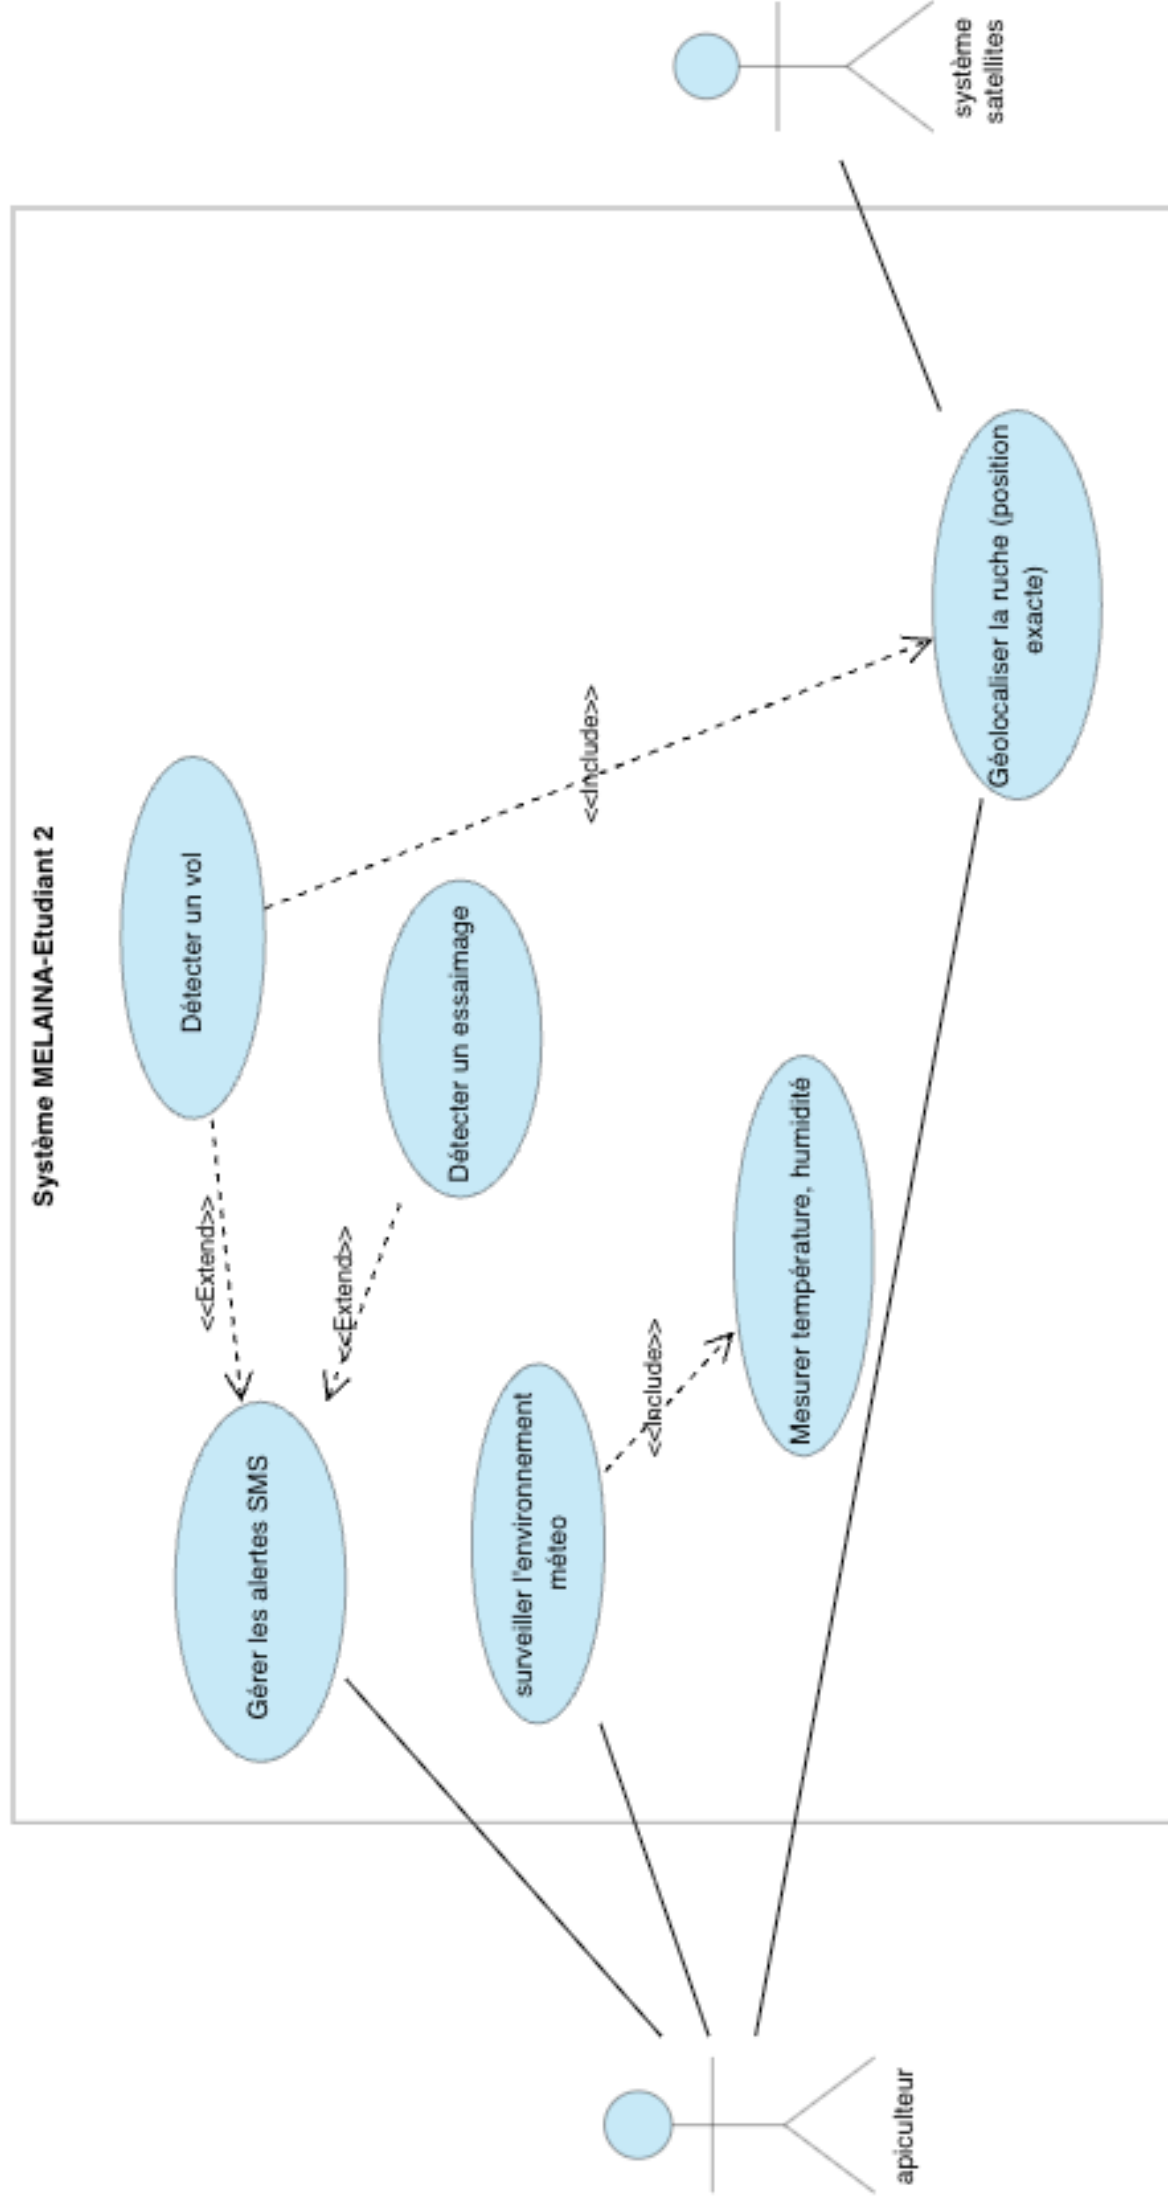 Système MELAINA-Etudiant 2
Détecter un vol
<<Extend>>
Gérer les alertes SMS
Détecter un essaimage
<<Extend>>
surveiller l'environnement
méteo
<<Include>>
<<Include>>
Mesurer température, humidité
Géolocaliser la ruche (position
exacte)
apiculteur
système
satellites